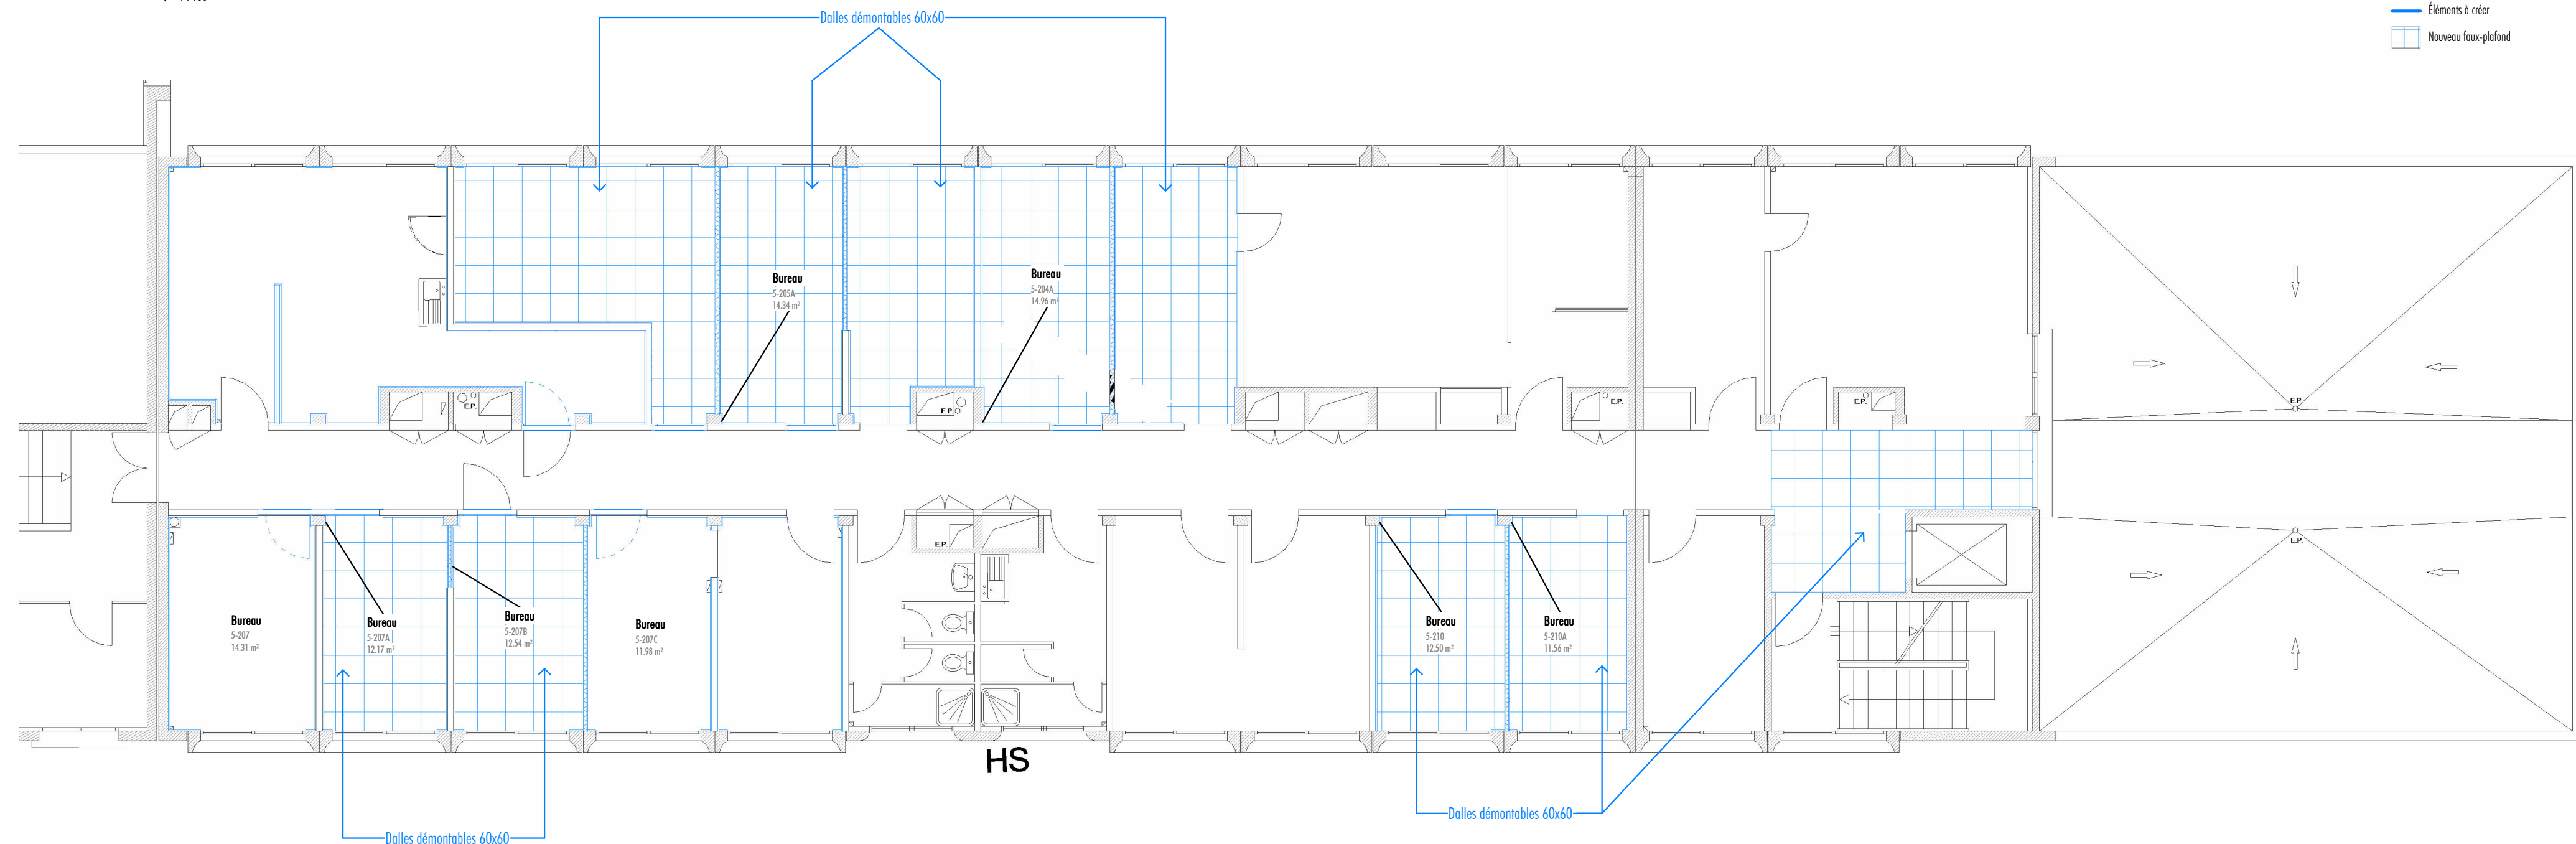 Éléments à créer
Dalles démontables 60x60
Nouveau faux-plafond
Bureau
5-205A
14.34 m²
Bureau
5-204A
14.96 m²
E.P.
E.P.
E.P.
E.P.
E.P.
E.P.
E.P.
Bureau
5-207
14.31 m²
Bureau
5-207A
12.17 m²
Bureau
5-207B
12.54 m²
Bureau
5-207C
11.98 m²
Bureau
5-210
12.50 m²
Bureau
5-210A
11.56 m²
HS
Dalles démontables 60x60
Dalles démontables 60x60